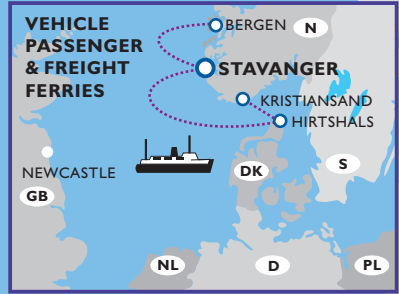 VEHICLE
PASSENGER
& FREIGHT
FERRIES
BERGEN
N
STAVANGER
KRISTIANSAND
HIRTSHALS
NEWCASTLE
GB
DK
S
NL
D
PL